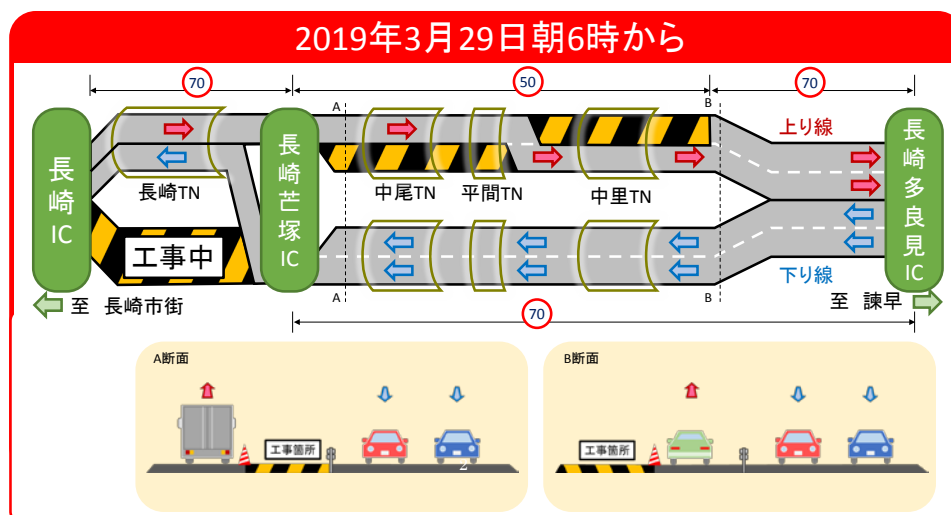 2019年3月29日朝6時から
70
50
70
A
B
上り線
長崎IC
長崎芒塚IC
長崎多良見IC
長崎TN
中尾TN
平間TN
中里TN
工事中
下り線
A
B
至 長崎市街
至 諫早
70
A断面
工事箇所
2
B断面
工事箇所